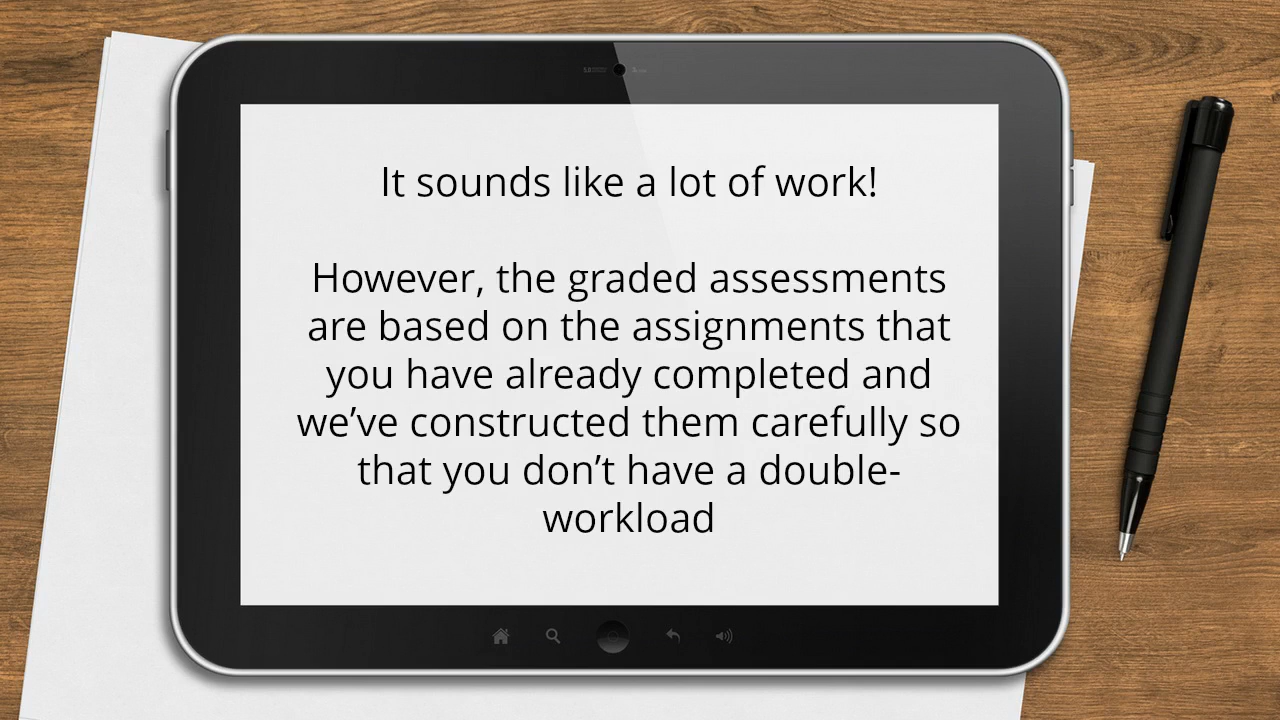 It sounds like a lot of work!
However, the graded assessments
are based on the assignments that
you have already completed and
we’ve constructed them carefully so
that you don’t have a double-
workload